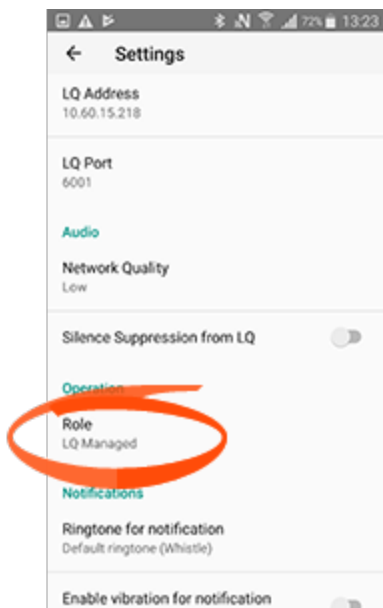 72% 13:23
Settings
LQ Address
10.60.15.218
LQ Port
6001
Audio
Network Quality
Low
Silence Suppression from LQ
Operation
Role
LQ Managed
Notifications
Ringtone for notification
Default ringtone (Whistle)
Enable vibration for notification